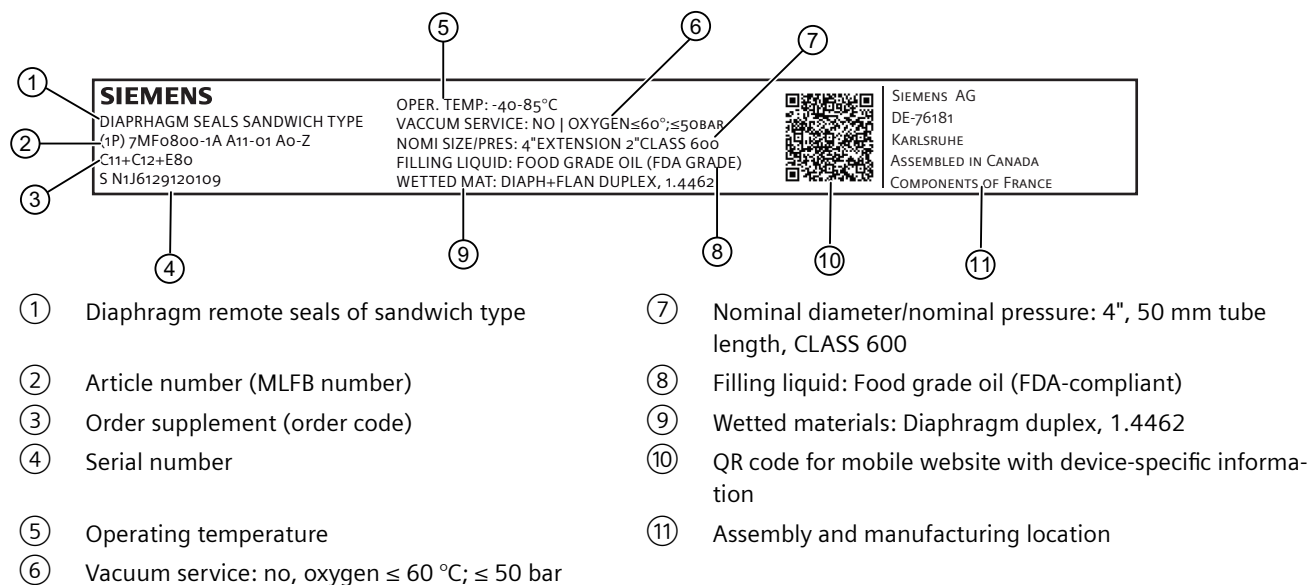 ⑤
⑥
⑦
①
②
③
SIEMENS
DIAPRHAGM SEALS SANDWICH TYPE
(1P) 7MF0800-1A A11-01 A0-Z
C11+C12+E80
S N1J6129120109
OPER. TEMP: -40-85°C
VACCUM SERVICE: NO | OXYGEN≤60°;≤50BAR
NOMI SIZE/PRES: 4"EXTENSION 2"CLASS 600
FILLING LIQUID: FOOD GRADE OIL (FDA GRADE)
WETTED MAT: DIAPH+FLAN DUPLEX, 1.4462
SIEMENS AG
DE-76181
KARLSRUHE
ASSEMBLED IN CANADA
COMPONENTS OF FRANCE
④
⑨
⑧
⑩
⑪
① Diaphragm remote seals of sandwich type
⑦ Nominal diameter/nominal pressure: 4", 50 mm tube
length, CLASS 600
② Article number (MLFB number)
⑧ Filling liquid: Food grade oil (FDA-compliant)
③ Order supplement (order code)
⑨ Wetted materials: Diaphragm duplex, 1.4462
④ Serial number
⑩ QR code for mobile website with device-specific informa-
tion
⑤ Operating temperature
⑪ Assembly and manufacturing location
⑥ Vacuum service: no, oxygen ≤ 60 °C; ≤ 50 bar